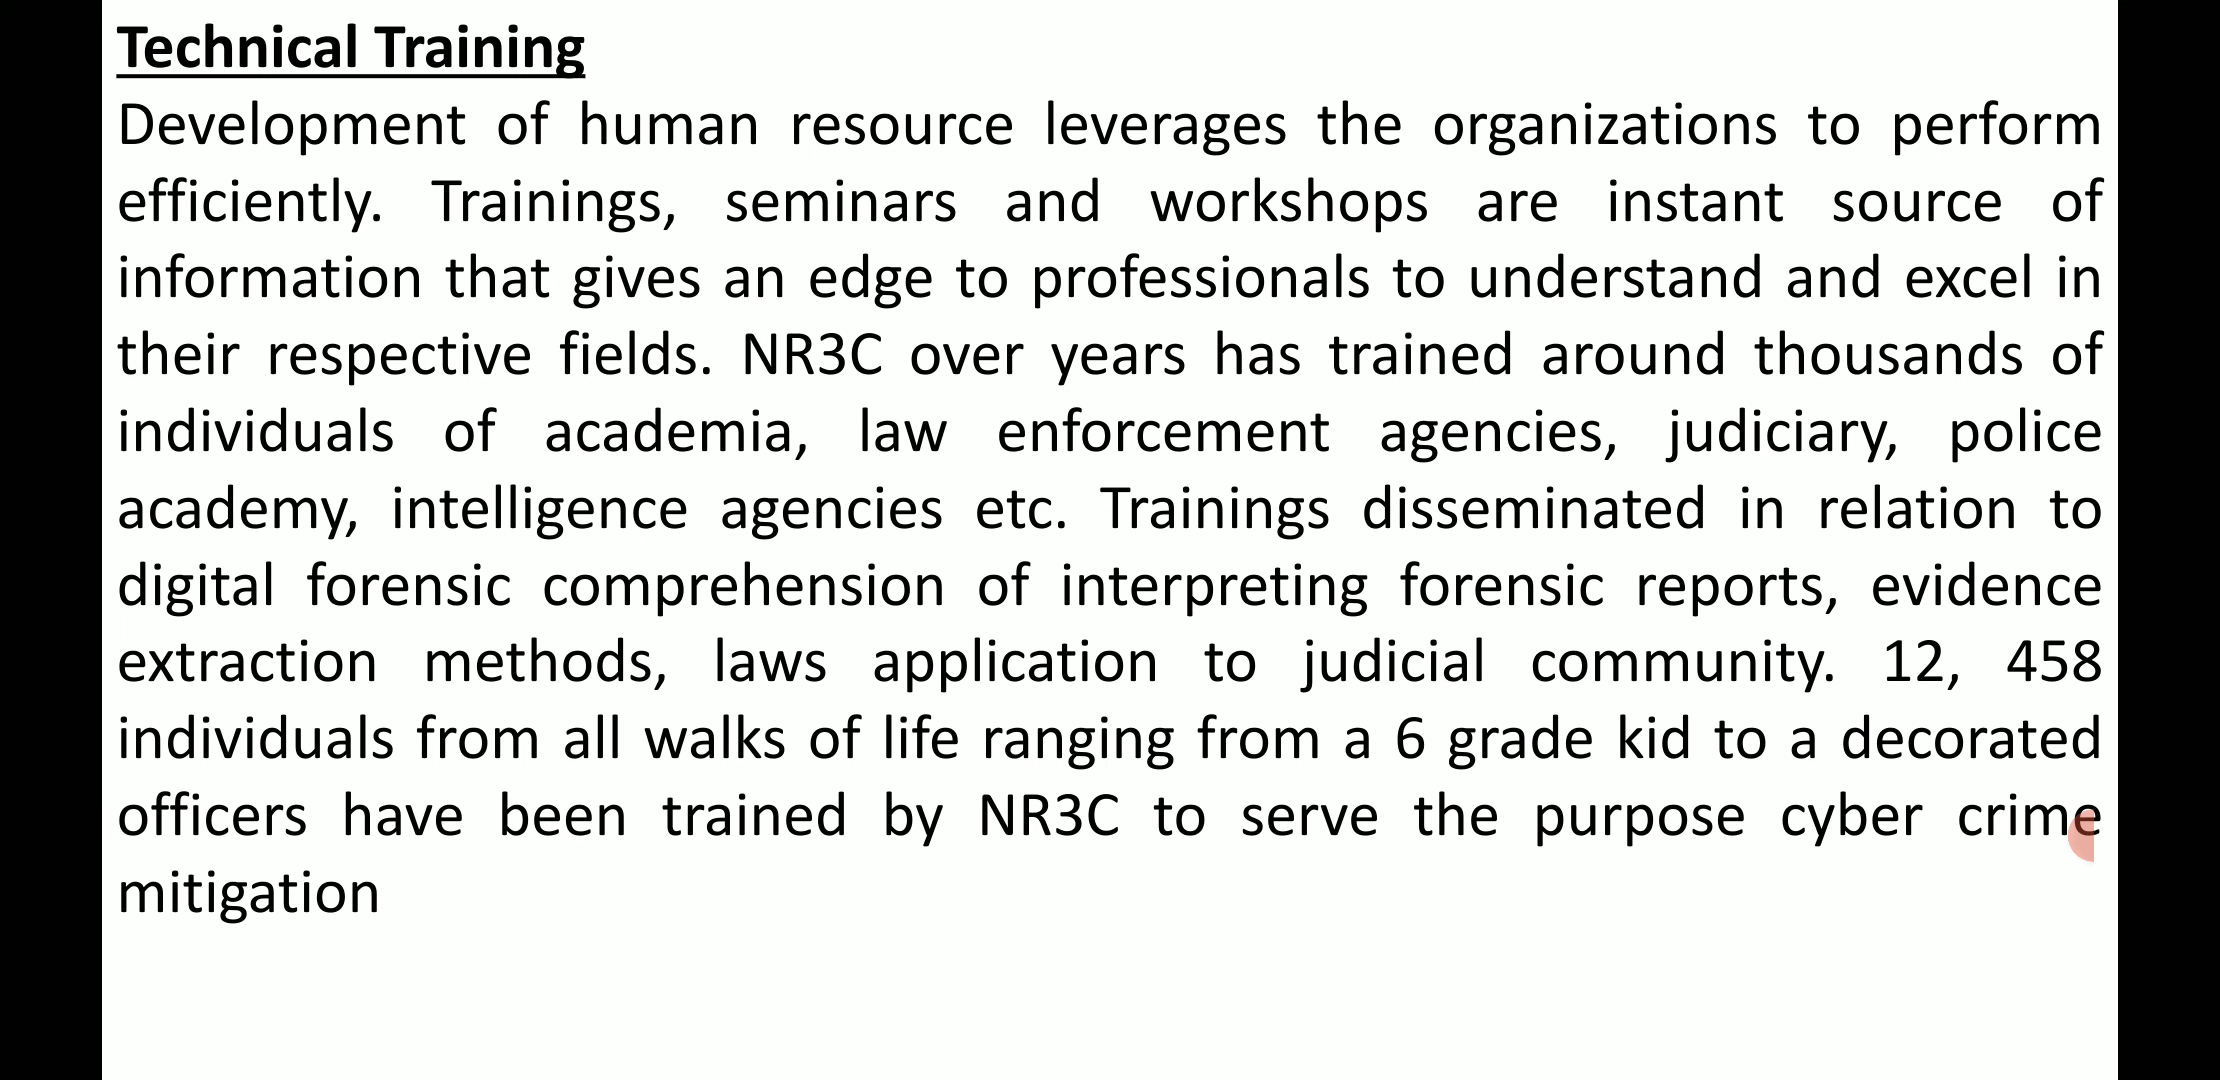 Technical Training
Development of human resource leverages the organizations to perform
efficiently. Trainings, seminars and workshops are instant source of
information that gives an edge to professionals to understand and excel in
their respective fields. NR3C over years has trained around thousands of
individuals of academia, law enforcement agencies, judiciary, police
academy, intelligence agencies etc. Trainings disseminated in relation to
digital forensic comprehension of interpreting forensic reports, evidence
extraction methods, laws application to judicial community. 12, 458
individuals from all walks of life ranging from a 6 grade kid to a decorated
officers have been trained by NR3C to serve the purpose cyber crime
mitigation